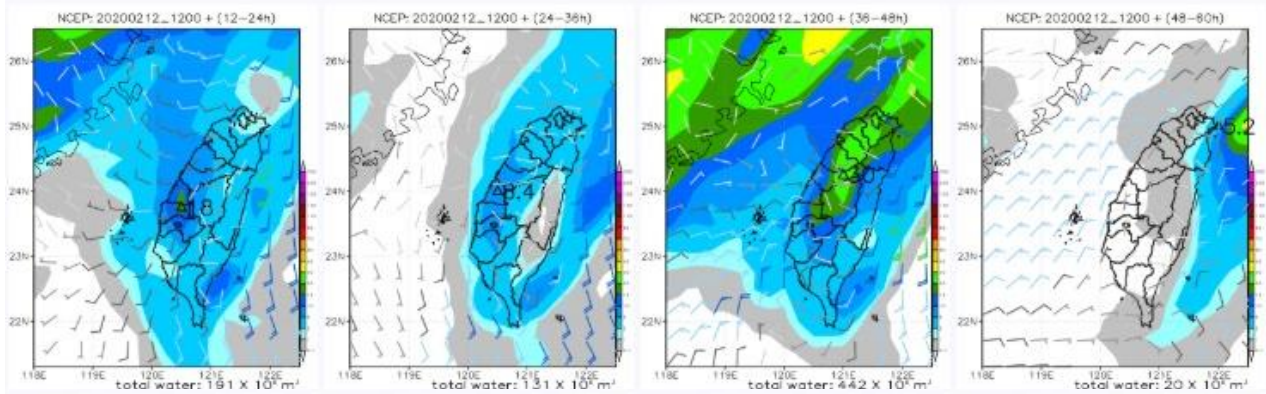 NCEP: 20200212_1200 + (12-24h)
26N
25N
24N
23N
22N
118E 119E 120E 121E 122E
total water: 191 X 10⁶ m³
NCEP: 20200212_1200 + (24-36h)
26N
25N
24N
23N
22N
118E 119E 120E 121E 122E
total water: 131 X 10⁶ m³
NCEP: 20200212_1200 + (36-48h)
26N
25N
24N
23N
22N
118E 119E 120E 121E 122E
total water: 442 X 10⁶ m³
NCEP: 20200212_1200 + (48-60h)
26N
25N
24N
23N
22N
118E 119E 120E 121E 122E
total water: 20 X 10⁶ m³